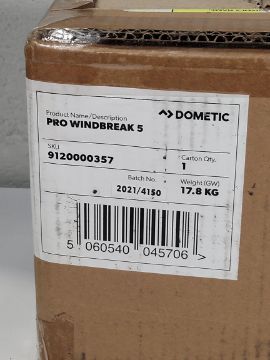 DOMETIC
Product Name/Description
PRO WINDBREAK 5
SKU
9120000357
Carton Qty.
1
Batch No.
2021/4150
Weight (GW)
17.8 KG
5 060540 045706 >